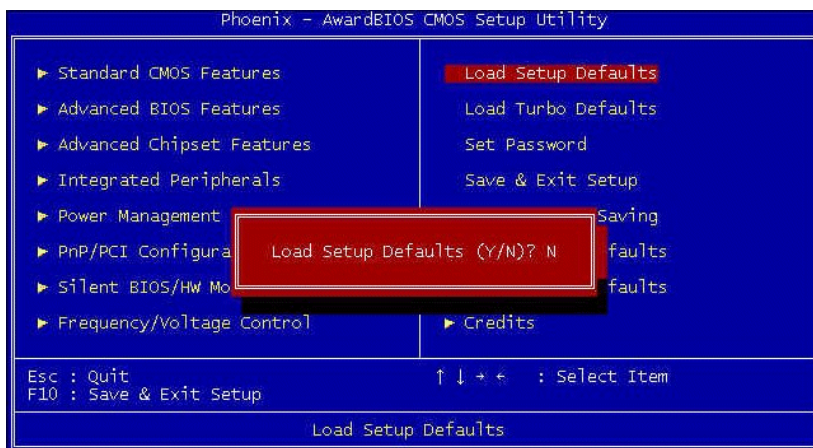 Phoenix - AwardBIOS CMOS Setup Utility
► Standard CMOS Features
► Advanced BIOS Features
► Advanced Chipset Features
► Integrated Peripherals
► Power Management
► PnP/PCI Configura
► Silent BIOS/HW Mo
► Frequency/Voltage Control
Load Setup Defaults
Load Turbo Defaults
Set Password
Save & Exit Setup
Saving
faults
faults
► Credits
Load Setup Defaults (Y/N)? N
Esc : Quit
F10 : Save & Exit Setup
↑ ↓ → ← : Select Item
Load Setup Defaults